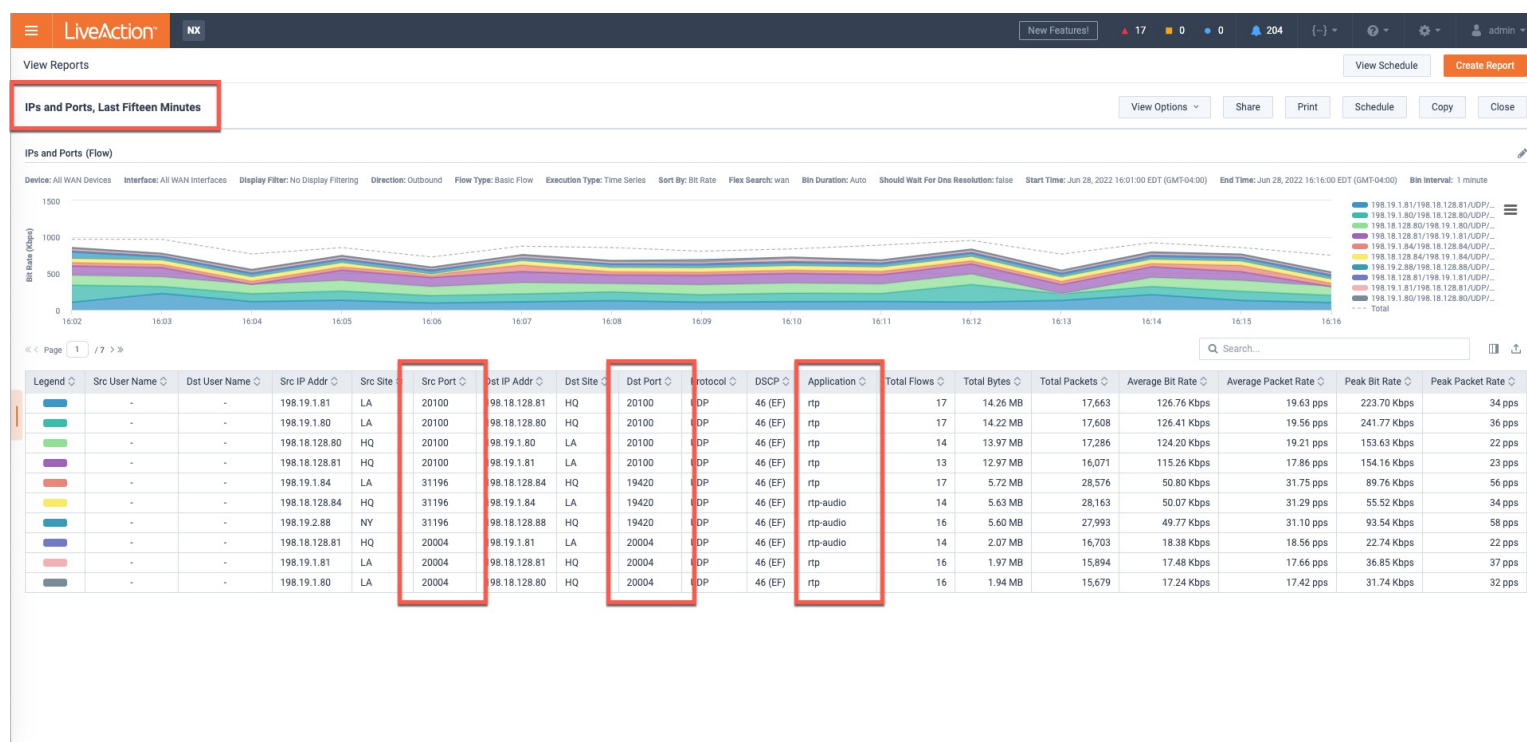 LiveAction NX New Features! 17 0 0 204 {--} admin
View Reports View Schedule Create Report
IPs and Ports, Last Fifteen Minutes View Options Share Print Schedule Copy Close
IPs and Ports (Flow)
Device: All WAN Devices Interface: All WAN Interfaces Display Filter: No Display Filtering Direction: Outbound Flow Type: Basic Flow Execution Type: Time Series Sort By: Bit Rate Flex Search: wan Bin Duration: Auto Should Wait For Dns Resolution: false Start Time: Jun 28, 2022 16:01:00 EDT (GMT-04:00) End Time: Jun 28, 2022 16:16:00 EDT (GMT-04:00) Bin Interval: 1 minute
Bit Rate (Kbps)
1500
1000
500
0
16:02 16:03 16:04 16:05 16:06 16:07 16:08 16:09 16:10 16:11 16:12 16:13 16:14 16:15 16:16
198.19.1.81/198.18.128.81/UDP/...
198.19.1.80/198.18.128.80/UDP/...
198.18.128.80/198.19.1.80/UDP/...
198.18.128.81/198.19.1.81/UDP/...
198.19.1.84/198.18.128.84/UDP/...
198.18.128.84/198.19.1.84/UDP/...
198.19.2.88/198.18.128.88/UDP/...
198.18.128.81/198.19.1.81/UDP/...
198.19.1.81/198.18.128.81/UDP/...
198.19.1.80/198.18.128.80/UDP/...
Total
<< < Page 1 / 7 > >> Search...
Legend Src User Name Dst User Name Src IP Addr Src Site Src Port Dst IP Addr Dst Site Dst Port Protocol DSCP Application Total Flows Total Bytes Total Packets Average Bit Rate Average Packet Rate Peak Bit Rate Peak Packet Rate
- - 198.19.1.81 LA 20100 198.18.128.81 HQ 20100 UDP 46 (EF) rtp 17 14.26 MB 17,663 126.76 Kbps 19.63 pps 223.70 Kbps 34 pps
- - 198.19.1.80 LA 20100 198.18.128.80 HQ 20100 UDP 46 (EF) rtp 17 14.22 MB 17,608 126.41 Kbps 19.56 pps 241.77 Kbps 36 pps
- - 198.18.128.80 HQ 20100 198.19.1.80 LA 20100 UDP 46 (EF) rtp 14 13.97 MB 17,286 124.20 Kbps 19.21 pps 153.63 Kbps 22 pps
- - 198.18.128.81 HQ 20100 198.19.1.81 LA 20100 UDP 46 (EF) rtp 13 12.97 MB 16,071 115.26 Kbps 17.86 pps 154.16 Kbps 23 pps
- - 198.19.1.84 LA 31196 198.18.128.84 HQ 19420 UDP 46 (EF) rtp 17 5.72 MB 28,576 50.80 Kbps 31.75 pps 89.76 Kbps 56 pps
- - 198.18.128.84 HQ 31196 198.19.1.84 LA 19420 UDP 46 (EF) rtp-audio 14 5.63 MB 28,163 50.07 Kbps 31.29 pps 55.52 Kbps 34 pps
- - 198.19.2.88 NY 31196 198.18.128.88 HQ 19420 UDP 46 (EF) rtp-audio 16 5.60 MB 27,993 49.77 Kbps 31.10 pps 93.54 Kbps 58 pps
- - 198.18.128.81 HQ 20004 198.19.1.81 LA 20004 UDP 46 (EF) rtp-audio 14 2.07 MB 16,703 18.38 Kbps 18.56 pps 22.74 Kbps 22 pps
- - 198.19.1.81 LA 20004 198.18.128.81 HQ 20004 UDP 46 (EF) rtp 16 1.97 MB 15,894 17.48 Kbps 17.66 pps 36.85 Kbps 37 pps
- - 198.19.1.80 LA 20004 198.18.128.80 HQ 20004 UDP 46 (EF) rtp 16 1.94 MB 15,679 17.24 Kbps 17.42 pps 31.74 Kbps 32 pps